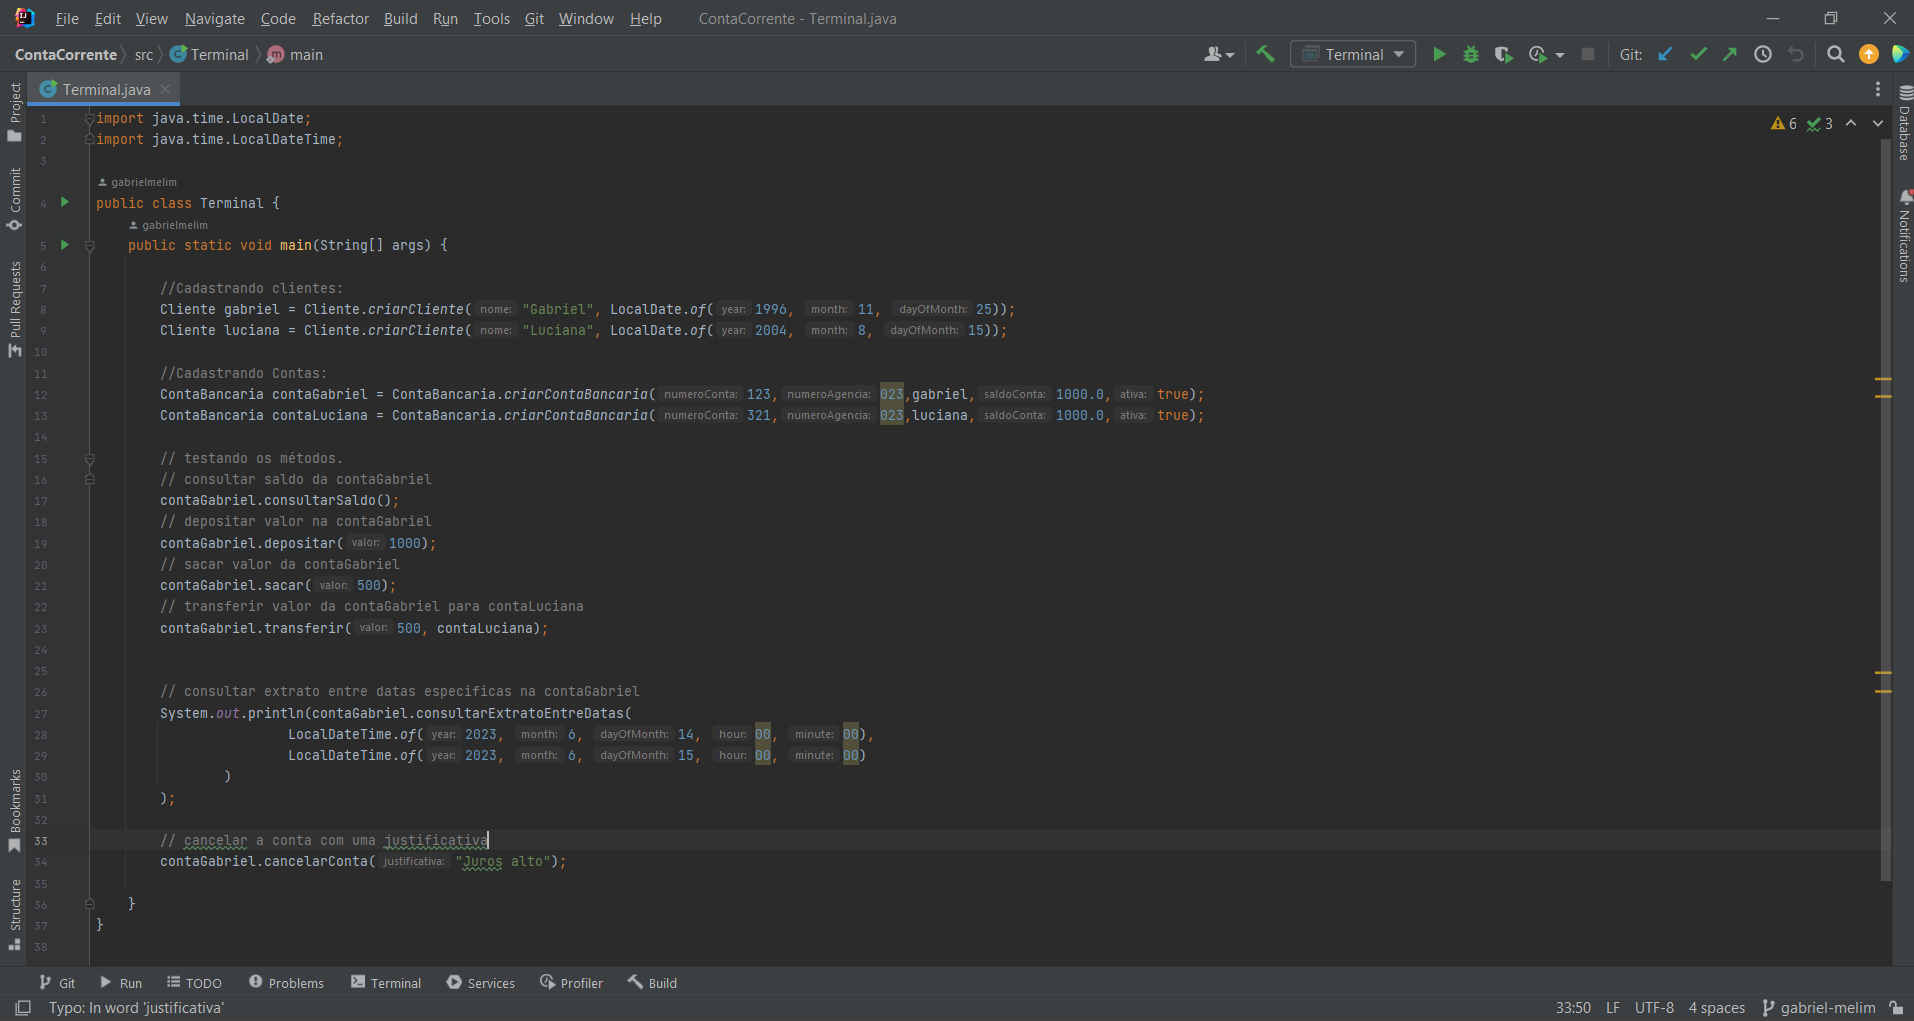 File Edit View Navigate Code Refactor Build Run Tools Git Window Help ContaCorrente - Terminal.java
ContaCorrente src Terminal main Terminal Git:
Terminal.java
Project
Commit
Pull Requests
Bookmarks
Structure
Database
Notifications
6 3
1 import java.time.LocalDate;
2 import java.time.LocalDateTime;
3
gabrielmelim
4 public class Terminal {
gabrielmelim
5 public static void main(String[] args) {
6
7 //Cadastrando clientes:
8 Cliente gabriel = Cliente.criarCliente( nome: "Gabriel", LocalDate.of( year: 1996, month: 11, dayOfMonth: 25));
9 Cliente luciana = Cliente.criarCliente( nome: "Luciana", LocalDate.of( year: 2004, month: 8, dayOfMonth: 15));
10
11 //Cadastrando Contas:
12 ContaBancaria contaGabriel = ContaBancaria.criarContaBancaria( numeroConta: 123, numeroAgencia: 023,gabriel, saldoConta: 1000.0, ativa: true);
13 ContaBancaria contaLuciana = ContaBancaria.criarContaBancaria( numeroConta: 321, numeroAgencia: 023,luciana, saldoConta: 1000.0, ativa: true);
14
15 // testando os métodos.
16 // consultar saldo da contaGabriel
17 contaGabriel.consultarSaldo();
18 // depositar valor na contaGabriel
19 contaGabriel.depositar( valor: 1000);
20 // sacar valor da contaGabriel
21 contaGabriel.sacar( valor: 500);
22 // transferir valor da contaGabriel para contaLuciana
23 contaGabriel.transferir( valor: 500, contaLuciana);
24
25
26 // consultar extrato entre datas especificas na contaGabriel
27 System.out.println(contaGabriel.consultarExtratoEntreDatas(
28 LocalDateTime.of( year: 2023, month: 6, dayOfMonth: 14, hour: 00, minute: 00),
29 LocalDateTime.of( year: 2023, month: 6, dayOfMonth: 15, hour: 00, minute: 00)
30 )
31 );
32
33 // cancelar a conta com uma justificativa
34 contaGabriel.cancelarConta( justificativa: "Juros alto");
35
36 }
37 }
38
Git Run TODO Problems Terminal Services Profiler Build
Typo: In word 'justificativa' 33:50 LF UTF-8 4 spaces gabriel-melim